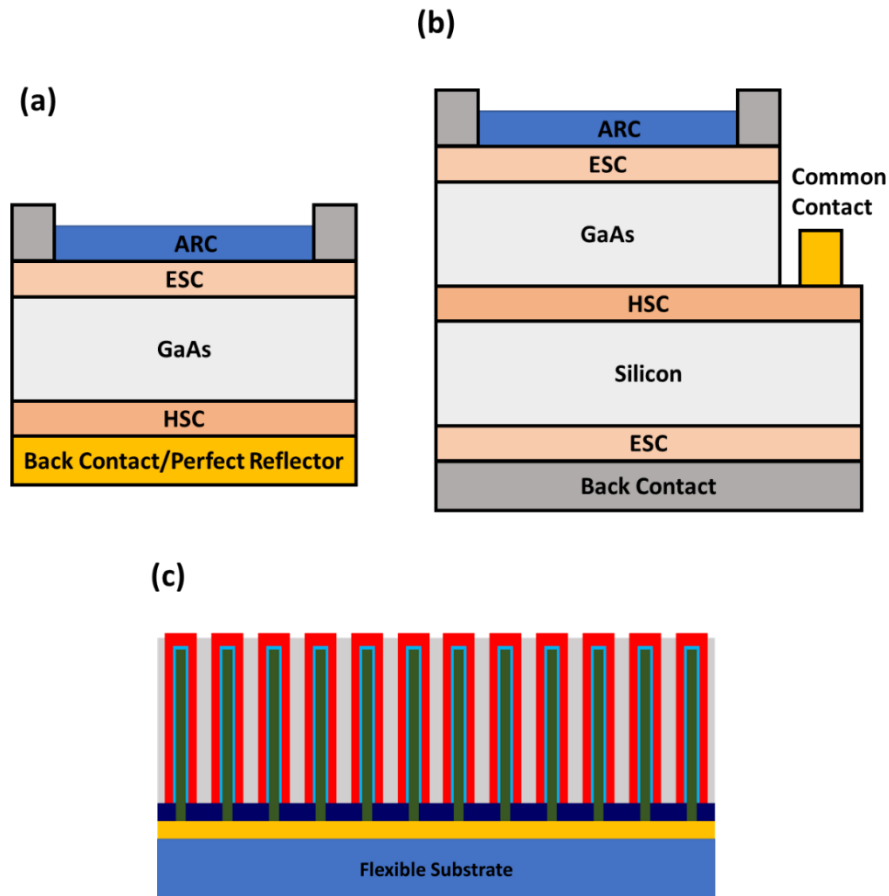 (a)
ARC
ESC
GaAs
HSC
Back Contact/Perfect Reflector
(b)
ARC
ESC
GaAs
Common
Contact
HSC
Silicon
ESC
Back Contact
(c)
Flexible Substrate